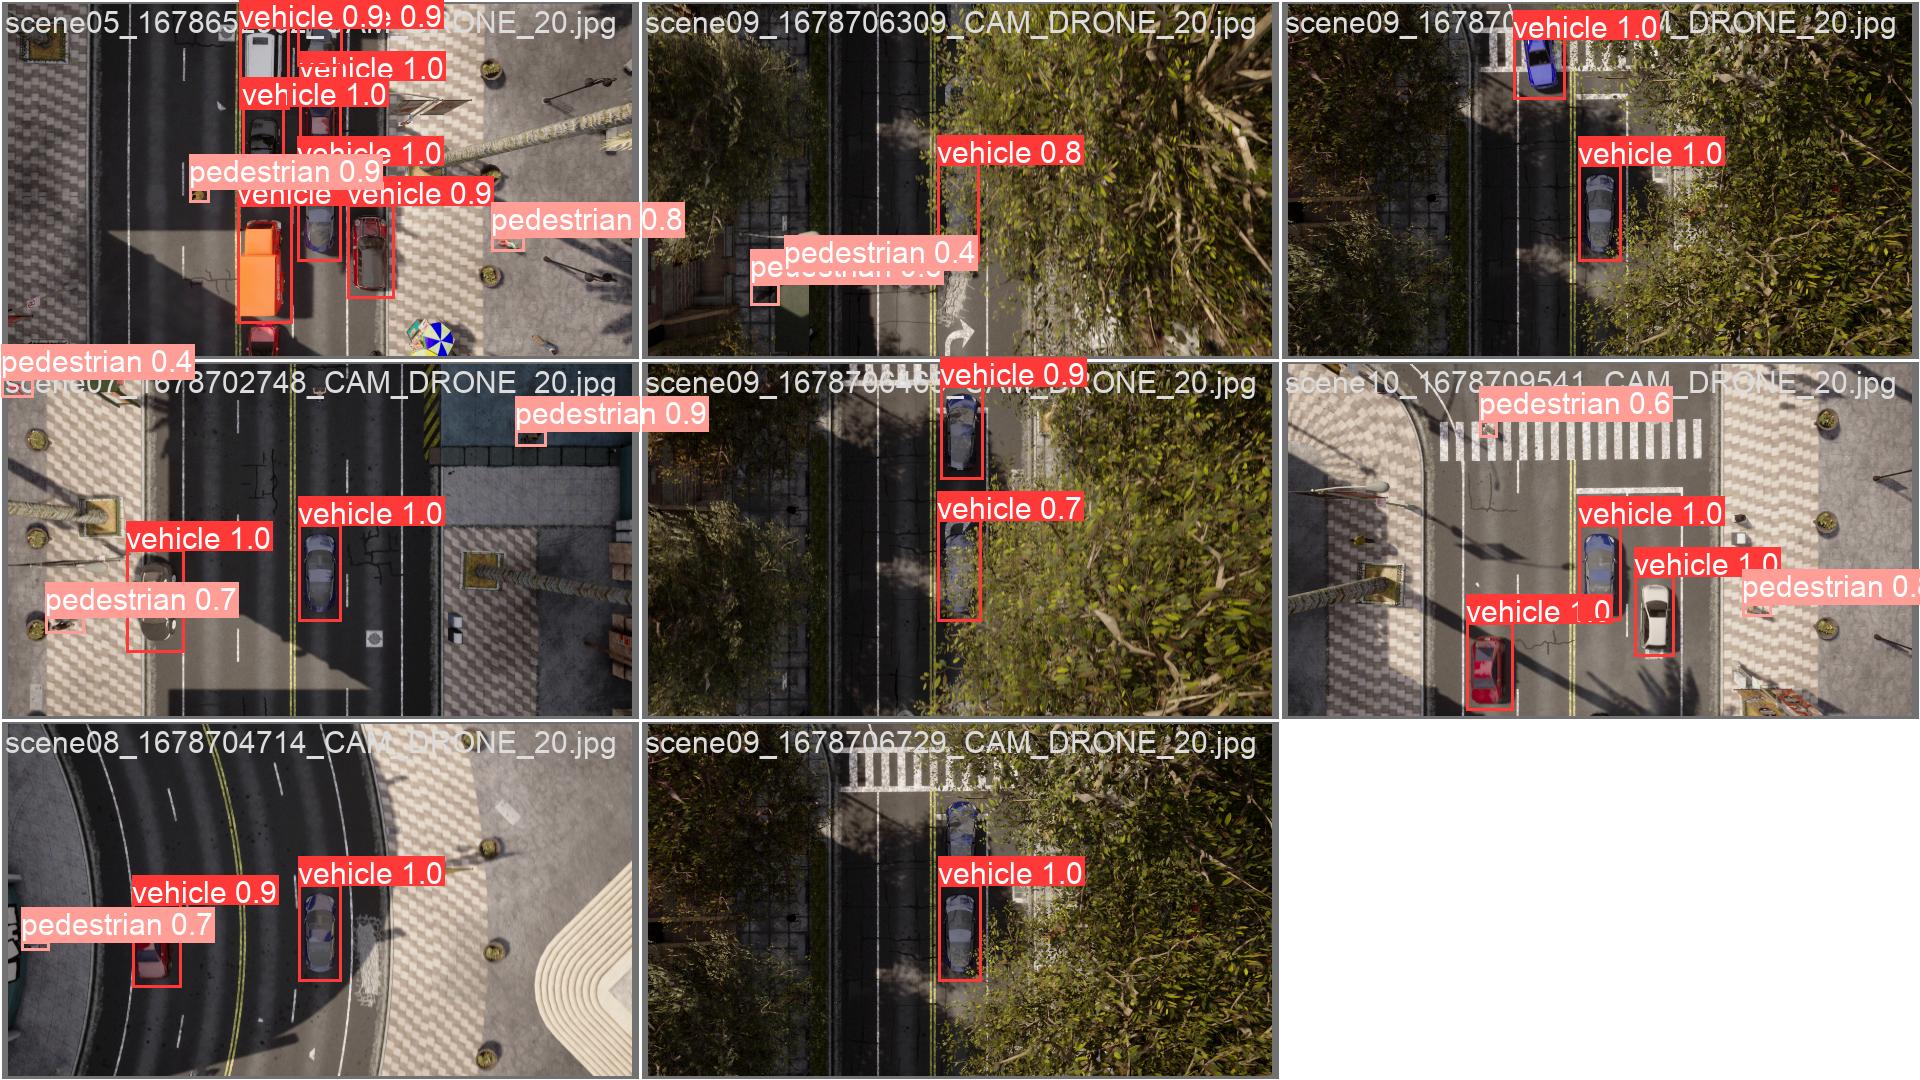 vehicle 0.9
0.9
scene05_167865
DRONE_20.jpg
vehicle 1.0
vehicle 1.0
vehicle 1.0
pedestrian 0.9
vehicle
vehicle 0.9
pedestrian 0.8
scene09_1678706309_CAM_DRONE_20.jpg
vehicle 0.8
pedestrian 0.4
scene09_16787
vehicle 1.0
_DRONE_20.jpg
vehicle 1.0
pedestrian 0.4
1678702748_CAM_DRONE_20.jpg
pedestrian 0.9
vehicle 1.0
vehicle 1.0
pedestrian 0.7
vehicle 0.9
DRONE_20.jpg
vehicle 0.7
scene10_1678709541_CAM_DRONE_20.jpg
pedestrian 0.6
vehicle 1.0
vehicle 1.0
pedestrian
vehicle 1.0
scene08_1678704714_CAM_DRONE_20.jpg
vehicle 1.0
vehicle 0.9
pedestrian 0.7
scene09_1678706729_CAM_DRONE_20.jpg
vehicle 1.0